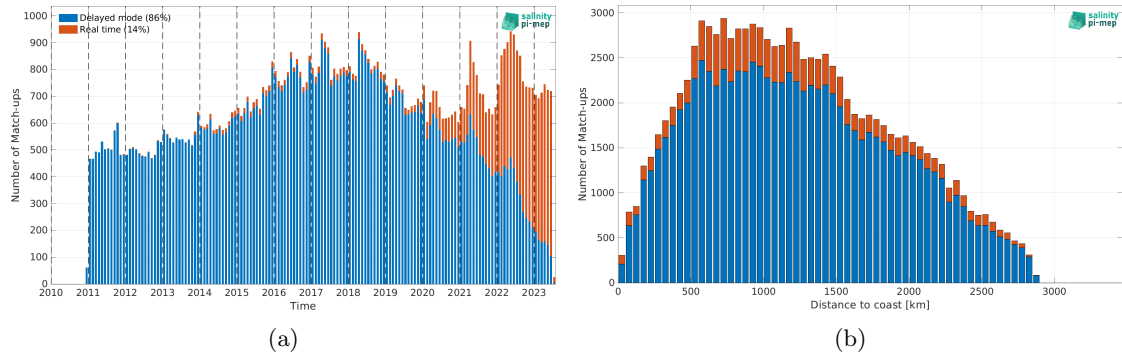 Delayed mode (86%)
Real time (14%)
salinity
pi-mep
1000
900
800
700
600
500
400
300
200
100
0
Number of Match-ups
2010 2011 2012 2013 2014 2015 2016 2017 2018 2019 2020 2021 2022 2023
Time
(a)
salinity
pi-mep
3000
2500
2000
1500
1000
500
0
Number of Match-ups
0 500 1000 1500 2000 2500 3000
Distance to coast [km]
(b)